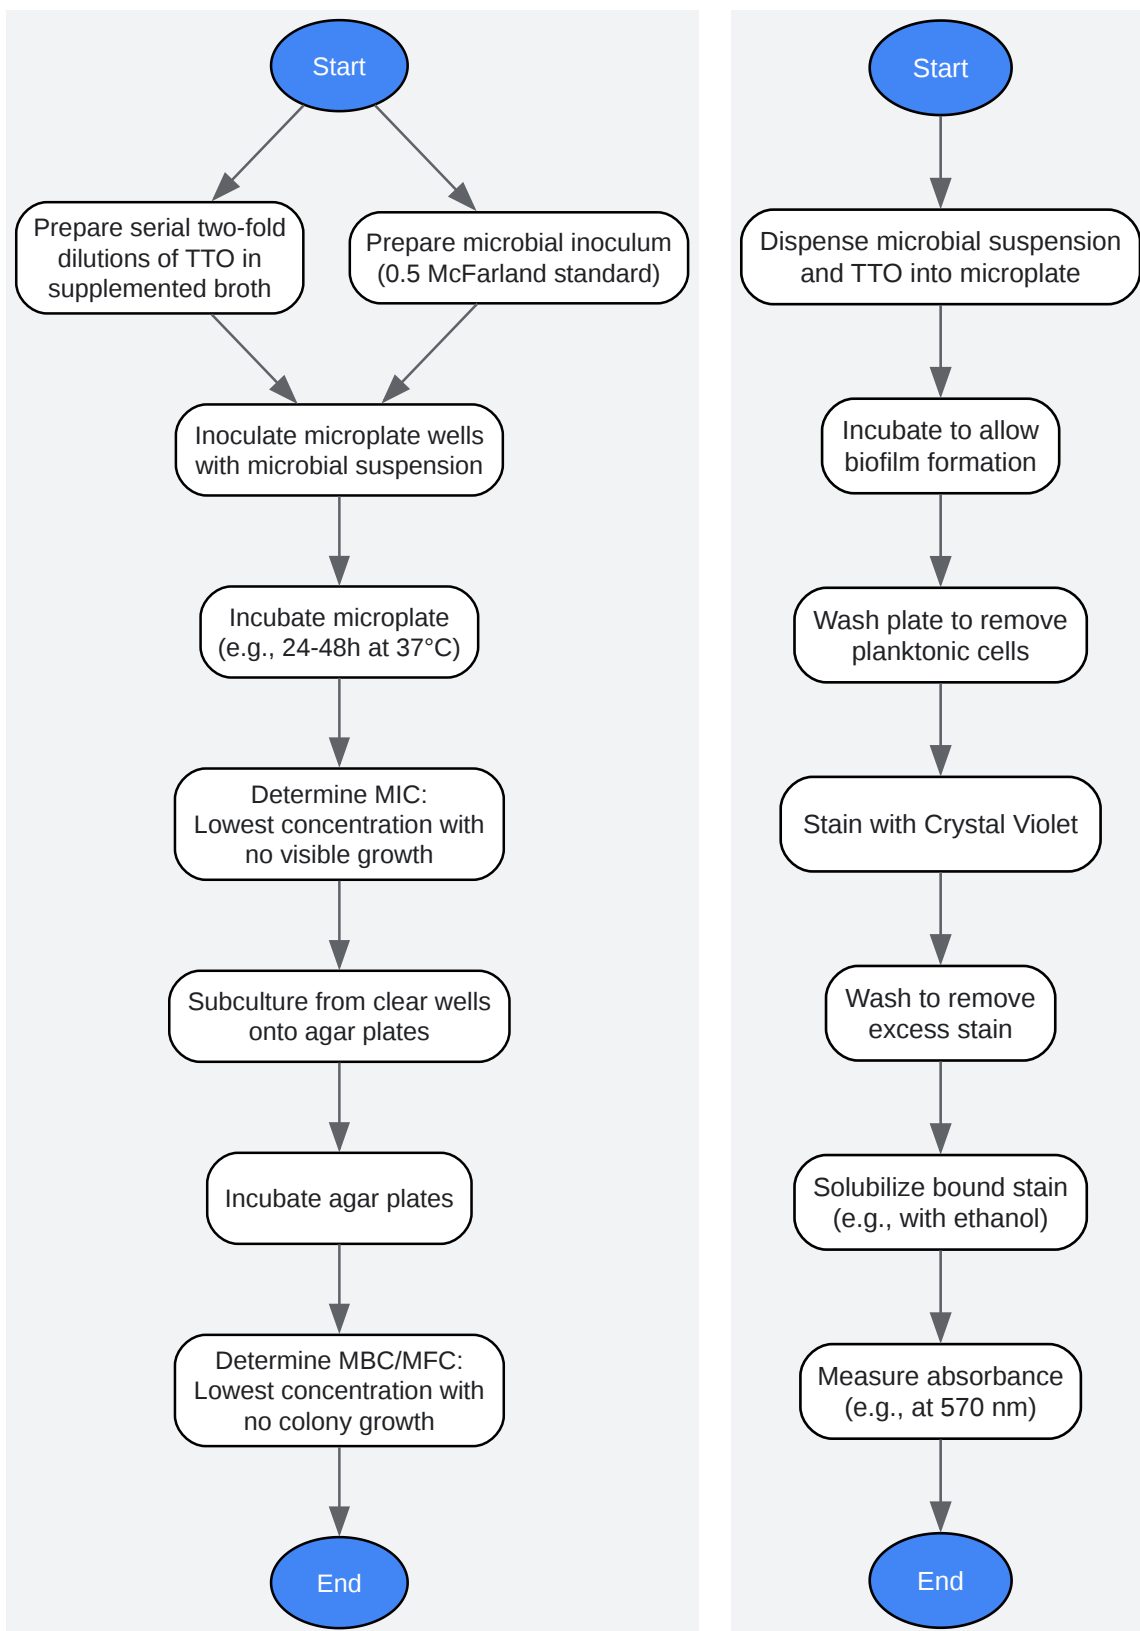 Start
Prepare serial two-fold
dilutions of TTO in
supplemented broth
Prepare microbial inoculum
(0.5 McFarland standard)
Inoculate microplate wells
with microbial suspension
Incubate microplate
(e.g., 24-48h at 37°C)
Determine MIC:
Lowest concentration with
no visible growth
Subculture from clear wells
onto agar plates
Incubate agar plates
Determine MBC/MFC:
Lowest concentration with
no colony growth
End
Start
Dispense microbial suspension
and TTO into microplate
Incubate to allow
biofilm formation
Wash plate to remove
planktonic cells
Stain with Crystal Violet
Wash to remove
excess stain
Solubilize bound stain
(e.g., with ethanol)
Measure absorbance
(e.g., at 570 nm)
End